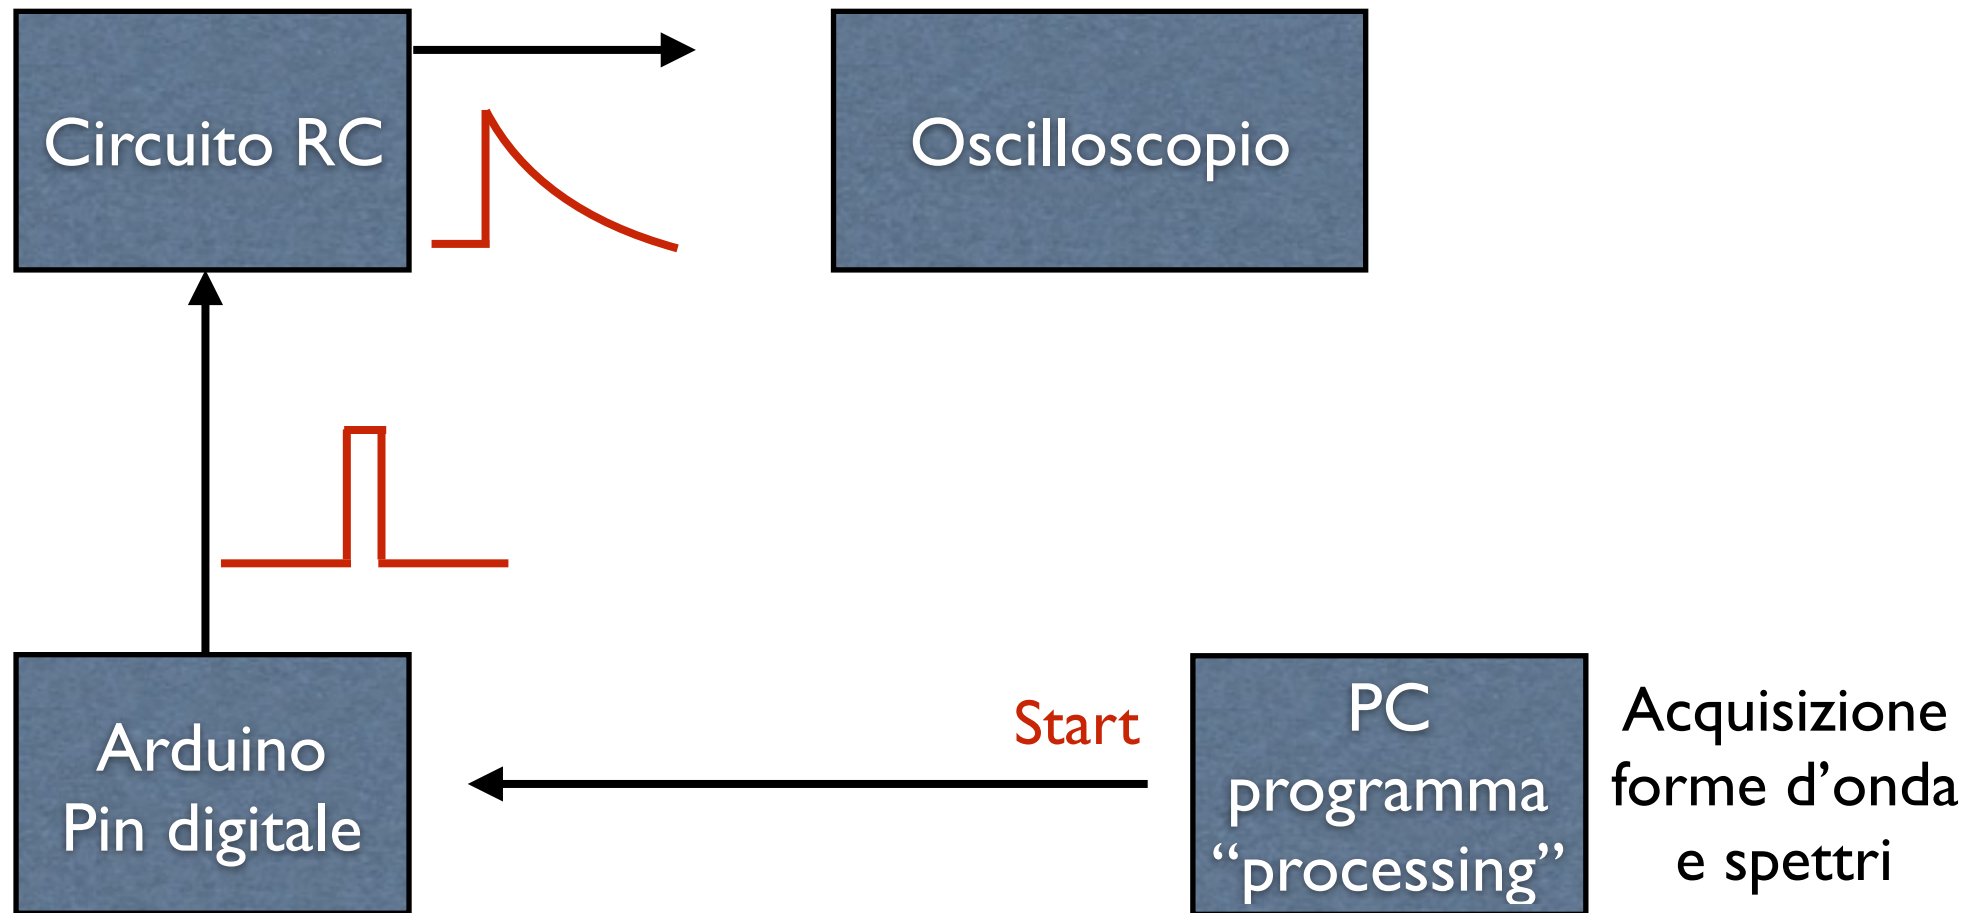 Circuito RC
Oscilloscopio
Start
Arduino
Pin digitale
PC
programma
“processing”
Acquisizione
forme d’onda
e spettri